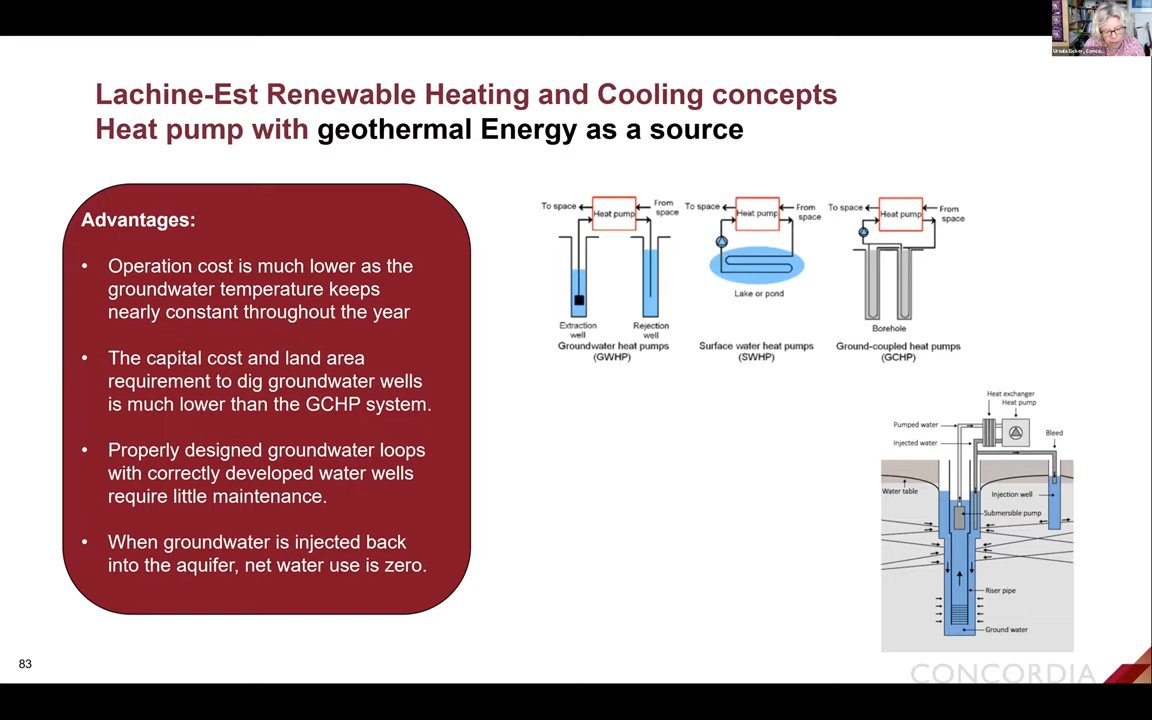 Ursula Eicker, Conco...
Lachine-Est Renewable Heating and Cooling concepts
Heat pump with geothermal Energy as a source
Advantages:
• Operation cost is much lower as the
groundwater temperature keeps
nearly constant throughout the year
• The capital cost and land area
requirement to dig groundwater wells
is much lower than the GCHP system.
• Properly designed groundwater loops
with correctly developed water wells
require little maintenance.
• When groundwater is injected back
into the aquifer, net water use is zero.
To space
Heat pump
From
space
Extraction
well
Rejection
well
Groundwater heat pumps
(GWHP)
To space
Heat pump
From
space
Lake or pond
Surface water heat pumps
(SWHP)
To space
Heat pump
From
space
Borehole
Ground-coupled heat pumps
(GCHP)
Heat exchanger
Heat pump
Pumped water
Injected water
Bleed
Water table
Injection well
Submersible pump
Riser pipe
Ground water
83
CONCORDIA